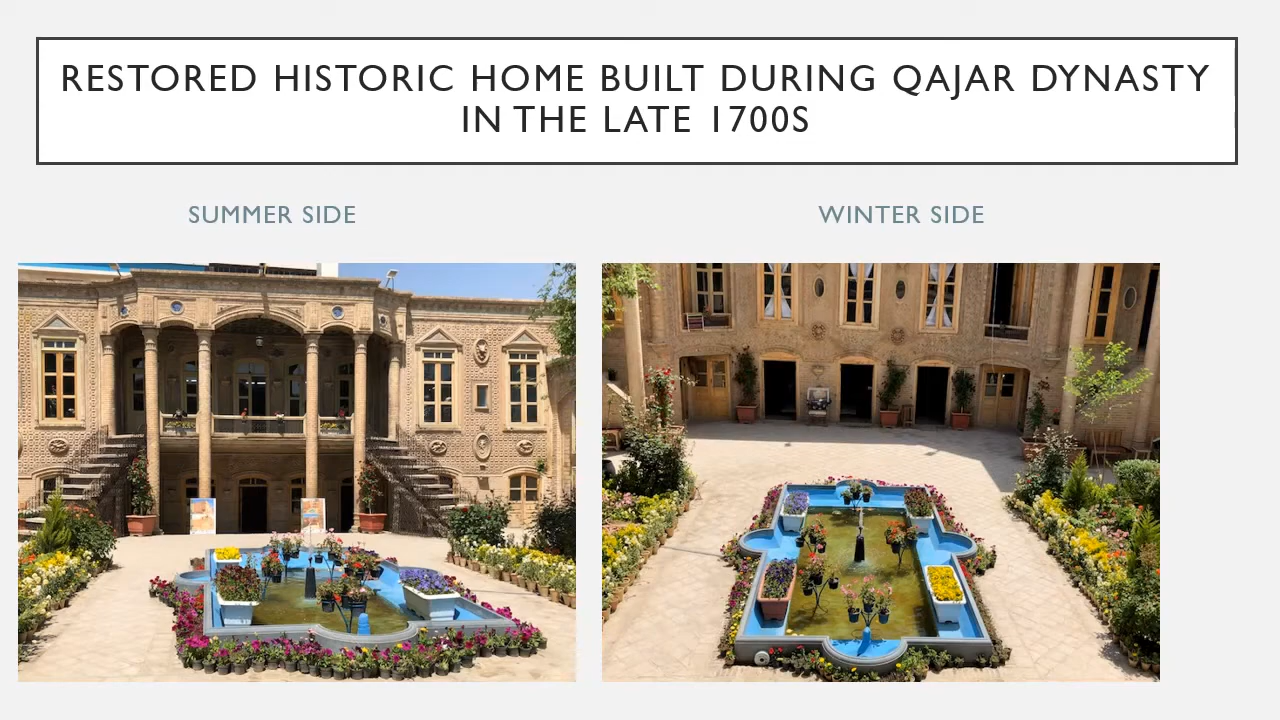 RESTORED HISTORIC HOME BUILT DURING QAJAR DYNASTY
IN THE LATE 1700S
SUMMER SIDE
WINTER SIDE